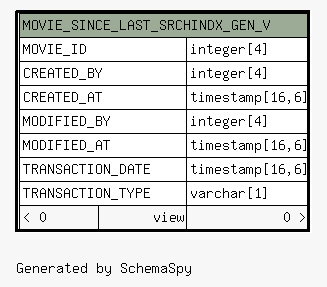 MOVIE_SINCE_LAST_SRCHINDX_GEN_V
MOVIE_ID integer[4]
CREATED_BY integer[4]
CREATED_AT timestamp[16,6]
MODIFIED_BY integer[4]
MODIFIED_AT timestamp[16,6]
TRANSACTION_DATE timestamp[16,6]
TRANSACTION_TYPE varchar[1]
< 0 view 0 >
Generated by SchemaSpy